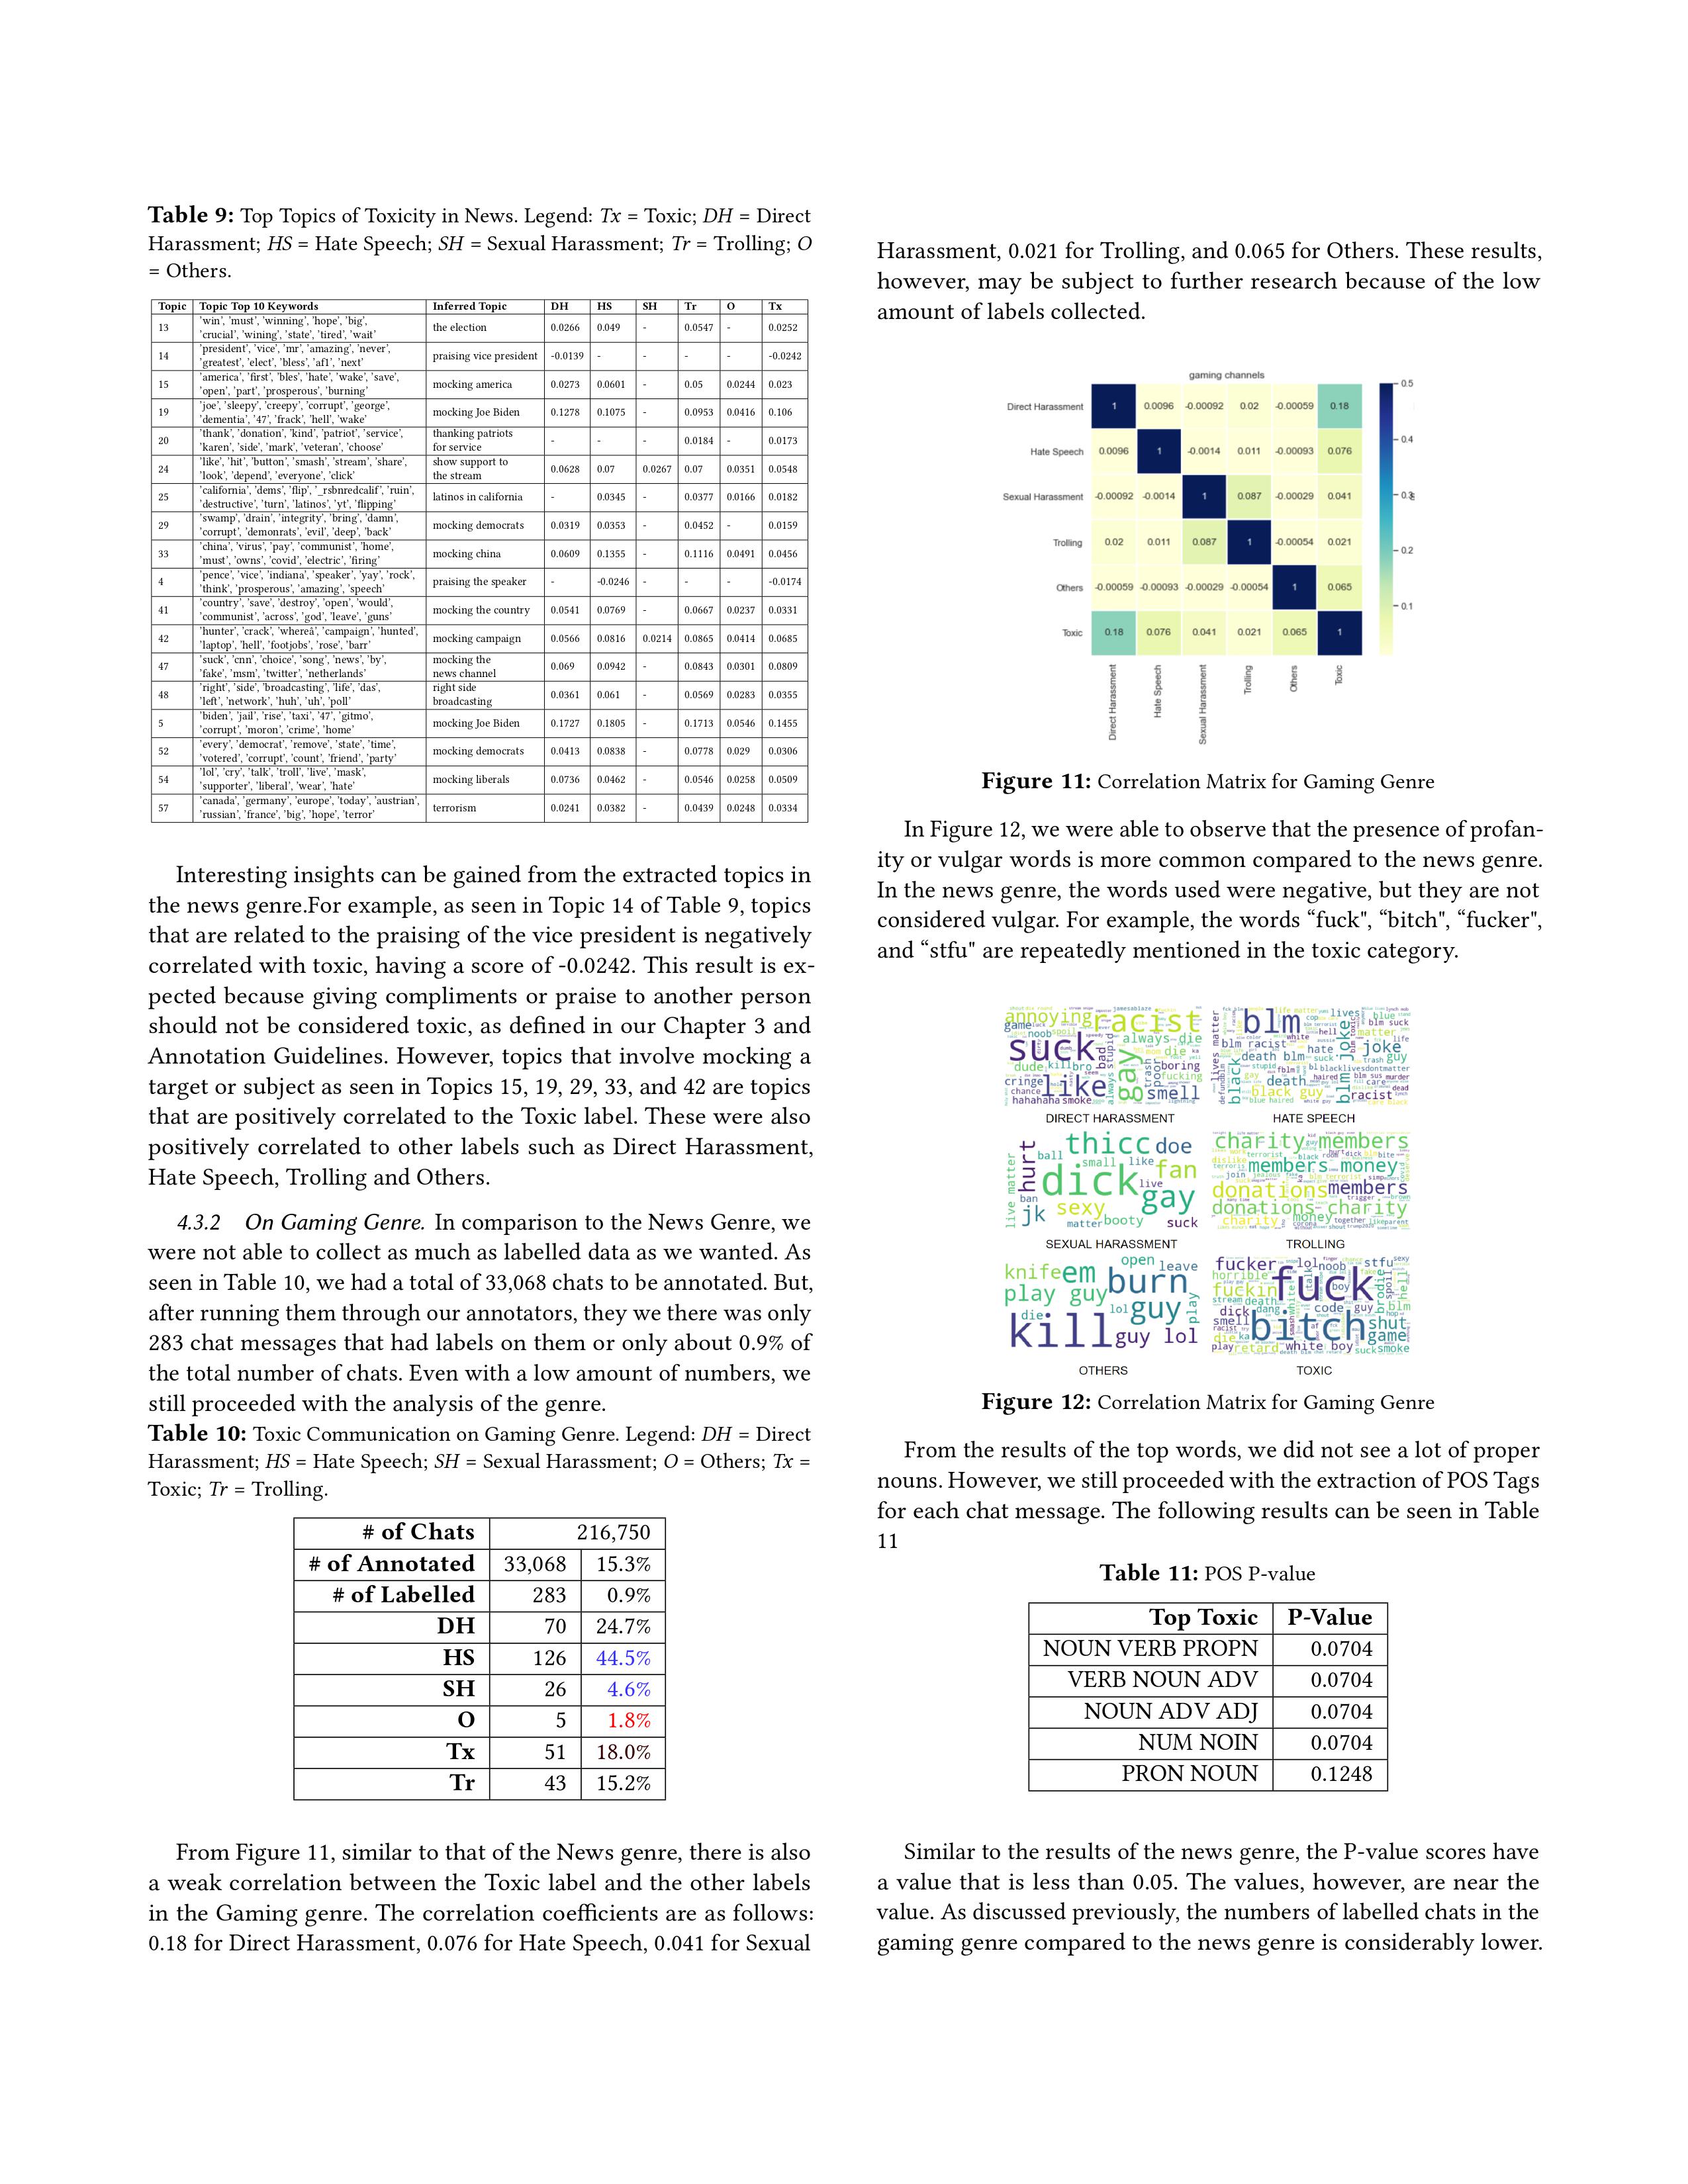 Table 9: Top Topics of Toxicity in News. Legend: Tx = Toxic; DH = Direct
Harassment; HS = Hate Speech; SH = Sexual Harassment; Tr = Trolling; O
= Others.
Topic Topic Top 10 Keywords Inferred Topic DH HS SH Tr O Tx
13 'win', 'must', 'winning', 'hope', 'big', 'crucial', 'wining', 'state', 'tired', 'wait' the election 0.0266 0.049 - 0.0547 - 0.0252
14 'president', 'vice', 'mr', 'amazing', 'never', 'greatest', 'elect', 'bless', 'af1', 'next' praising vice president -0.0139 - - - - -0.0242
15 'america', 'first', 'bles', 'hate', 'wake', 'save', 'open', 'part', 'prosperous', 'burning' mocking america 0.0273 0.0601 - 0.05 0.0244 0.023
19 'joe', 'sleepy', 'creepy', 'corrupt', 'george', 'dementia', '47', 'frack', 'hell', 'wake' mocking Joe Biden 0.1278 0.1075 - 0.0953 0.0416 0.106
20 'thank', 'donation', 'kind', 'patriot', 'service', 'karen', 'side', 'mark', 'veteran', 'choose' thanking patriots for service - - - 0.0184 - 0.0173
24 'like', 'hit', 'button', 'smash', 'stream', 'share', 'look', 'depend', 'everyone', 'click' show support to the stream 0.0628 0.07 0.0267 0.07 0.0351 0.0548
25 'california', 'dems', 'flip', '_rsbnredcalif', 'ruin', 'destructive', 'turn', 'latinos', 'yt', 'flipping' latinos in california - 0.0345 - 0.0377 0.0166 0.0182
29 'swamp', 'drain', 'integrity', 'bring', 'damn', 'corrupt', 'demonrats', 'evil', 'deep', 'back' mocking democrats 0.0319 0.0353 - 0.0452 - 0.0159
33 'china', 'virus', 'pay', 'communist', 'home', 'must', 'owns', 'covid', 'electric', 'firing' mocking china 0.0609 0.1355 - 0.1116 0.0491 0.0456
4 'pence', 'vice', 'indiana', 'speaker', 'yay', 'rock', 'think', 'prosperous', 'amazing', 'speech' praising the speaker - -0.0246 - - - -0.0174
41 'country', 'save', 'destroy', 'open', 'would', 'communist', 'across', 'god', 'leave', 'guns' mocking the country 0.0541 0.0769 - 0.0667 0.0237 0.0331
42 'hunter', 'crack', 'whereâ', 'campaign', 'hunted', 'laptop', 'hell', 'footjobs', 'rose', 'barr' mocking campaign 0.0566 0.0816 0.0214 0.0865 0.0414 0.0685
47 'suck', 'cnn', 'choice', 'song', 'news', 'by', 'fake', 'msm', 'twitter', 'netherlands' mocking the news channel 0.069 0.0942 - 0.0843 0.0301 0.0809
48 'right', 'side', 'broadcasting', 'life', 'das', 'left', 'network', 'huh', 'uh', 'poll' right side broadcasting 0.0361 0.061 - 0.0569 0.0283 0.0355
5 'biden', 'jail', 'rise', 'taxi', '47', 'gitmo', 'corrupt', 'moron', 'crime', 'home' mocking Joe Biden 0.1727 0.1805 - 0.1713 0.0546 0.1455
52 'every', 'democrat', 'remove', 'state', 'time', 'votered', 'corrupt', 'count', 'friend', 'party' mocking democrats 0.0413 0.0838 - 0.0778 0.029 0.0306
54 'lol', 'cry', 'talk', 'troll', 'live', 'mask', 'supporter', 'liberal', 'wear', 'hate' mocking liberals 0.0736 0.0462 - 0.0546 0.0258 0.0509
57 'canada', 'germany', 'europe', 'today', 'austrian', 'russian', 'france', 'big', 'hope', 'terror' terrorism 0.0241 0.0382 - 0.0439 0.0248 0.0334
Interesting insights can be gained from the extracted topics in
the news genre.For example, as seen in Topic 14 of Table 9, topics
that are related to the praising of the vice president is negatively
correlated with toxic, having a score of -0.0242. This result is ex-
pected because giving compliments or praise to another person
should not be considered toxic, as defined in our Chapter 3 and
Annotation Guidelines. However, topics that involve mocking a
target or subject as seen in Topics 15, 19, 29, 33, and 42 are topics
that are positively correlated to the Toxic label. These were also
positively correlated to other labels such as Direct Harassment,
Hate Speech, Trolling and Others.
4.3.2 On Gaming Genre. In comparison to the News Genre, we
were not able to collect as much as labelled data as we wanted. As
seen in Table 10, we had a total of 33,068 chats to be annotated. But,
after running them through our annotators, they we there was only
283 chat messages that had labels on them or only about 0.9% of
the total number of chats. Even with a low amount of numbers, we
still proceeded with the analysis of the genre.
Table 10: Toxic Communication on Gaming Genre. Legend: DH = Direct
Harassment; HS = Hate Speech; SH = Sexual Harassment; O = Others; Tx =
Toxic; Tr = Trolling.
# of Chats 216,750
# of Annotated 33,068 15.3%
# of Labelled 283 0.9%
DH 70 24.7%
HS 126 44.5%
SH 26 4.6%
O 5 1.8%
Tx 51 18.0%
Tr 43 15.2%
From Figure 11, similar to that of the News genre, there is also
a weak correlation between the Toxic label and the other labels
in the Gaming genre. The correlation coefficients are as follows:
0.18 for Direct Harassment, 0.076 for Hate Speech, 0.041 for Sexual
Harassment, 0.021 for Trolling, and 0.065 for Others. These results,
however, may be subject to further research because of the low
amount of labels collected.
gaming channels
Direct Harassment 1 0.0096 -0.00092 0.02 -0.00059 0.18
Hate Speech 0.0096 1 -0.0014 0.011 -0.00093 0.076
Sexual Harassment -0.00092 -0.0014 1 0.087 -0.00029 0.041
Trolling 0.02 0.011 0.087 1 -0.00054 0.021
Others -0.00059 -0.00093 -0.00029 -0.00054 1 0.065
Toxic 0.18 0.076 0.041 0.021 0.065 1
Direct Harassment Hate Speech Sexual Harassment Trolling Others Toxic
0.5
0.4
0.3
0.2
0.1
Figure 11: Correlation Matrix for Gaming Genre
In Figure 12, we were able to observe that the presence of profan-
ity or vulgar words is more common compared to the news genre.
In the news genre, the words used were negative, but they are not
considered vulgar. For example, the words “fuck", “bitch", “fucker",
and “stfu" are repeatedly mentioned in the toxic category.
annoying racist game noob suck always die dude kill bro bad stupid gay trash spoon boring fucking cringe like chance smell hahahaha smoke
DIRECT HARASSMENT
blm lives matter blue blm suck hell matter life blm racist hate joke death blm suck guy black death blacklivesdontmatter black guy blm joke care racist dead blue haired
HATE SPEECH
thicc doe hurt ball small like fan dick live ban gay live matter jk sexy matter booty suck
SEXUAL HARASSMENT
charity members dislike terrorist members money join donations members donations charity charity money together
TROLLING
open leave knife em burn play guy die lol guy play kill guy lol
OTHERS
fucker lol noob stfu sexy horrible fuckin fuck boy stream death brodie spoil hell dick dang code guy blm smell bitch shut game die ka play retard white boy suck smoke
TOXIC
Figure 12: Correlation Matrix for Gaming Genre
From the results of the top words, we did not see a lot of proper
nouns. However, we still proceeded with the extraction of POS Tags
for each chat message. The following results can be seen in Table
11
Table 11: POS P-value
Top Toxic P-Value
NOUN VERB PROPN 0.0704
VERB NOUN ADV 0.0704
NOUN ADV ADJ 0.0704
NUM NOIN 0.0704
PRON NOUN 0.1248
Similar to the results of the news genre, the P-value scores have
a value that is less than 0.05. The values, however, are near the
value. As discussed previously, the numbers of labelled chats in the
gaming genre compared to the news genre is considerably lower.